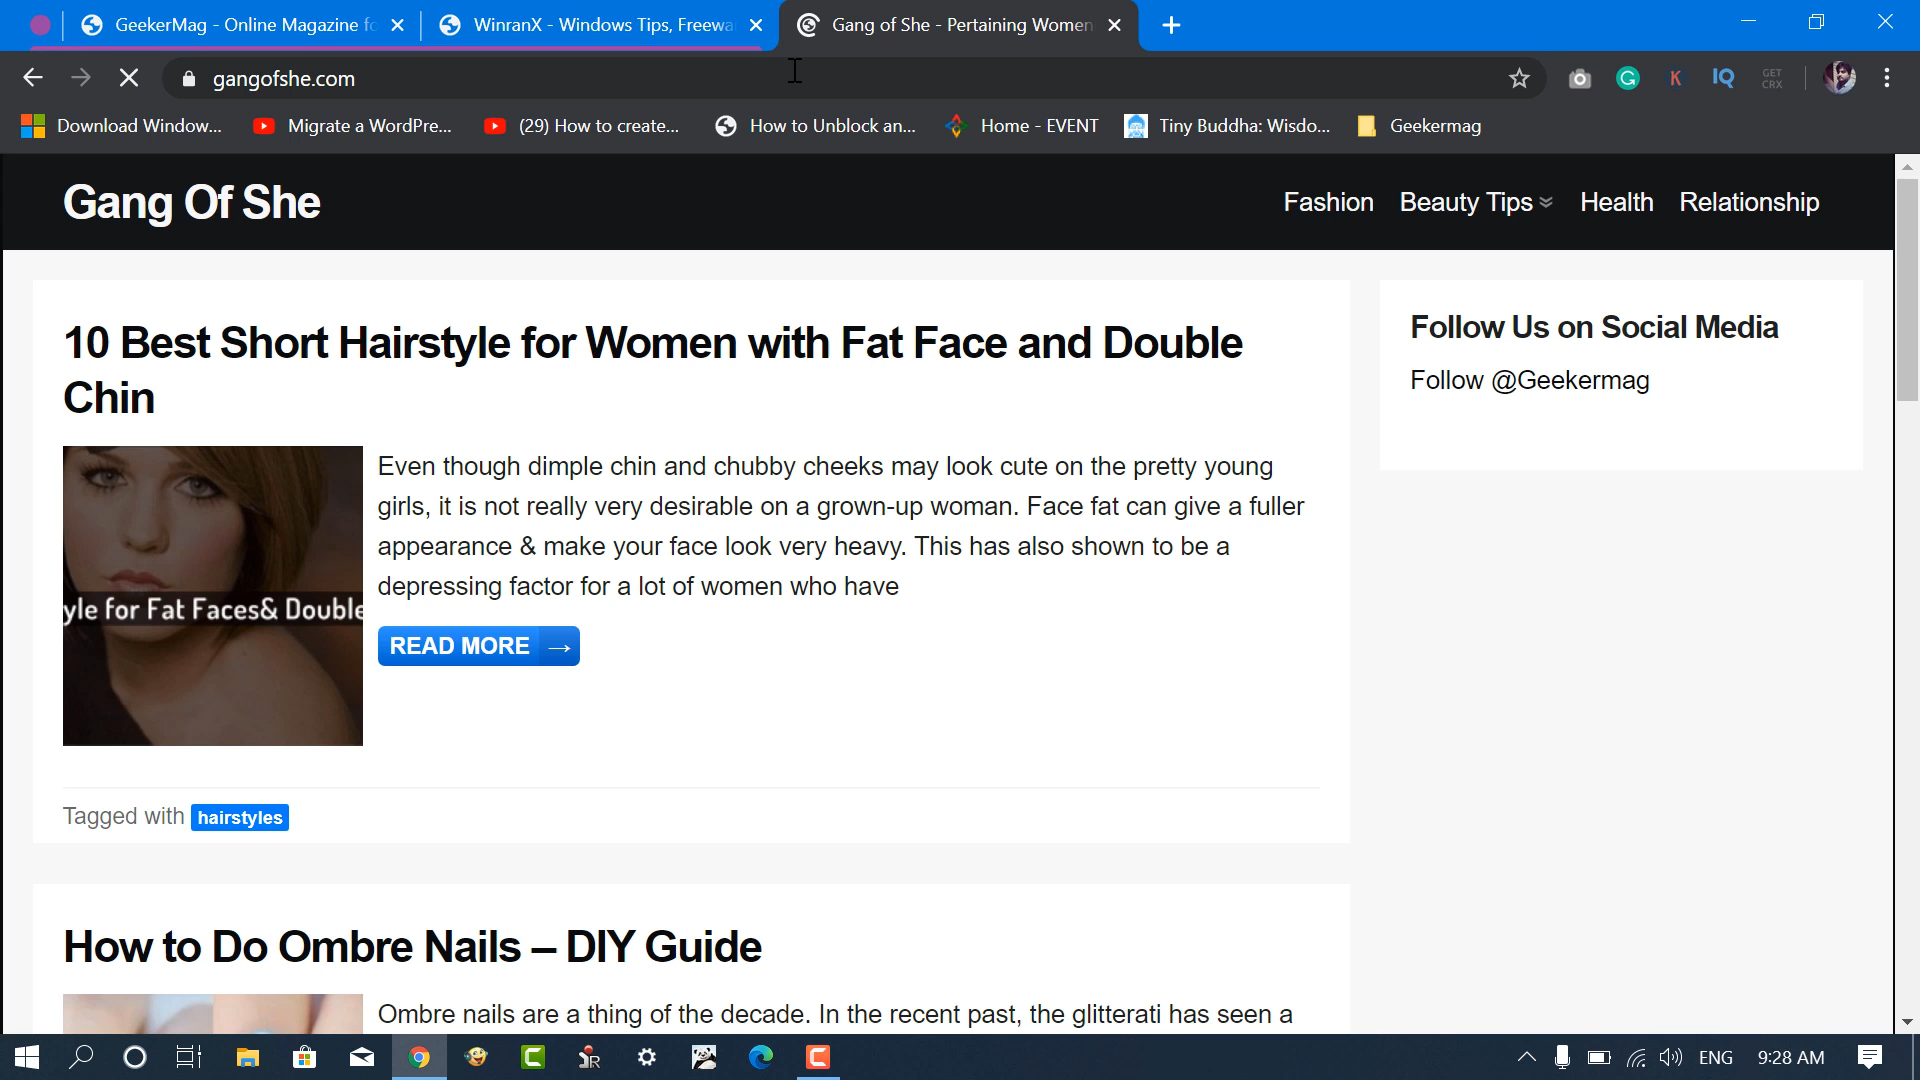 GeekerMag - Online Magazine fo
WinranX - Windows Tips, Freewa
Gang of She - Pertaining Women
gangofshe.com
K
IQ
GET
CRX
Download Window...
Migrate a WordPre...
(29) How to create...
How to Unblock an...
Home - EVENT
Tiny Buddha: Wisdo...
Geekermag
Gang Of She
Fashion
Beauty Tips
Health
Relationship
10 Best Short Hairstyle for Women with Fat Face and Double
Chin
Even though dimple chin and chubby cheeks may look cute on the pretty young
girls, it is not really very desirable on a grown-up woman. Face fat can give a fuller
appearance & make your face look very heavy. This has also shown to be a
depressing factor for a lot of women who have
yle for Fat Faces& Double
READ MORE →
Tagged with hairstyles
Follow Us on Social Media
Follow @Geekermag
How to Do Ombre Nails – DIY Guide
Ombre nails are a thing of the decade. In the recent past, the glitterati has seen a
ENG
9:28 AM